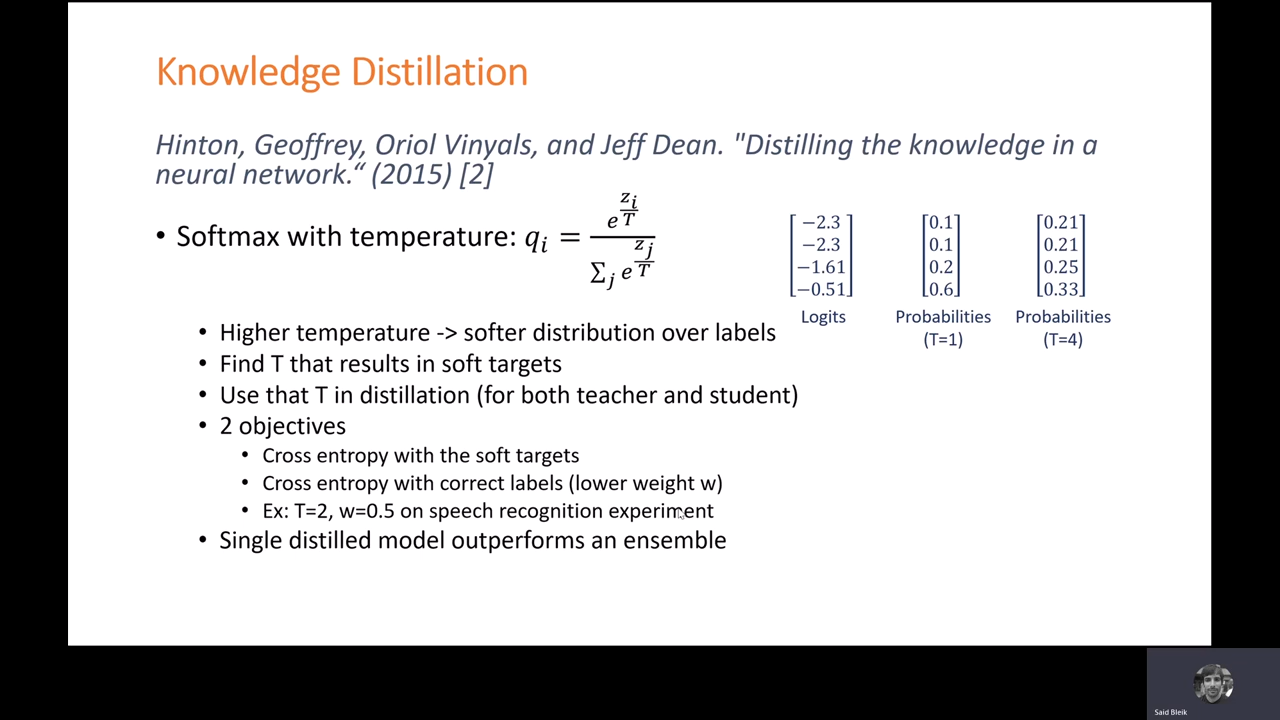 Knowledge Distillation
Hinton, Geoffrey, Oriol Vinyals, and Jeff Dean. "Distilling the knowledge in a
neural network.“ (2015) [2]
• Softmax with temperature: q_i = e^(z_i/T) / ∑_j e^(z_j/T)
[−2.3 −2.3 −1.61 −0.51]
[0.1 0.1 0.2 0.6]
[0.21 0.21 0.25 0.33]
Logits
Probabilities
(T=1)
Probabilities
(T=4)
• Higher temperature -> softer distribution over labels
• Find T that results in soft targets
• Use that T in distillation (for both teacher and student)
• 2 objectives
• Cross entropy with the soft targets
• Cross entropy with correct labels (lower weight w)
• Ex: T=2, w=0.5 on speech recognition experiment
• Single distilled model outperforms an ensemble
Said Bleik